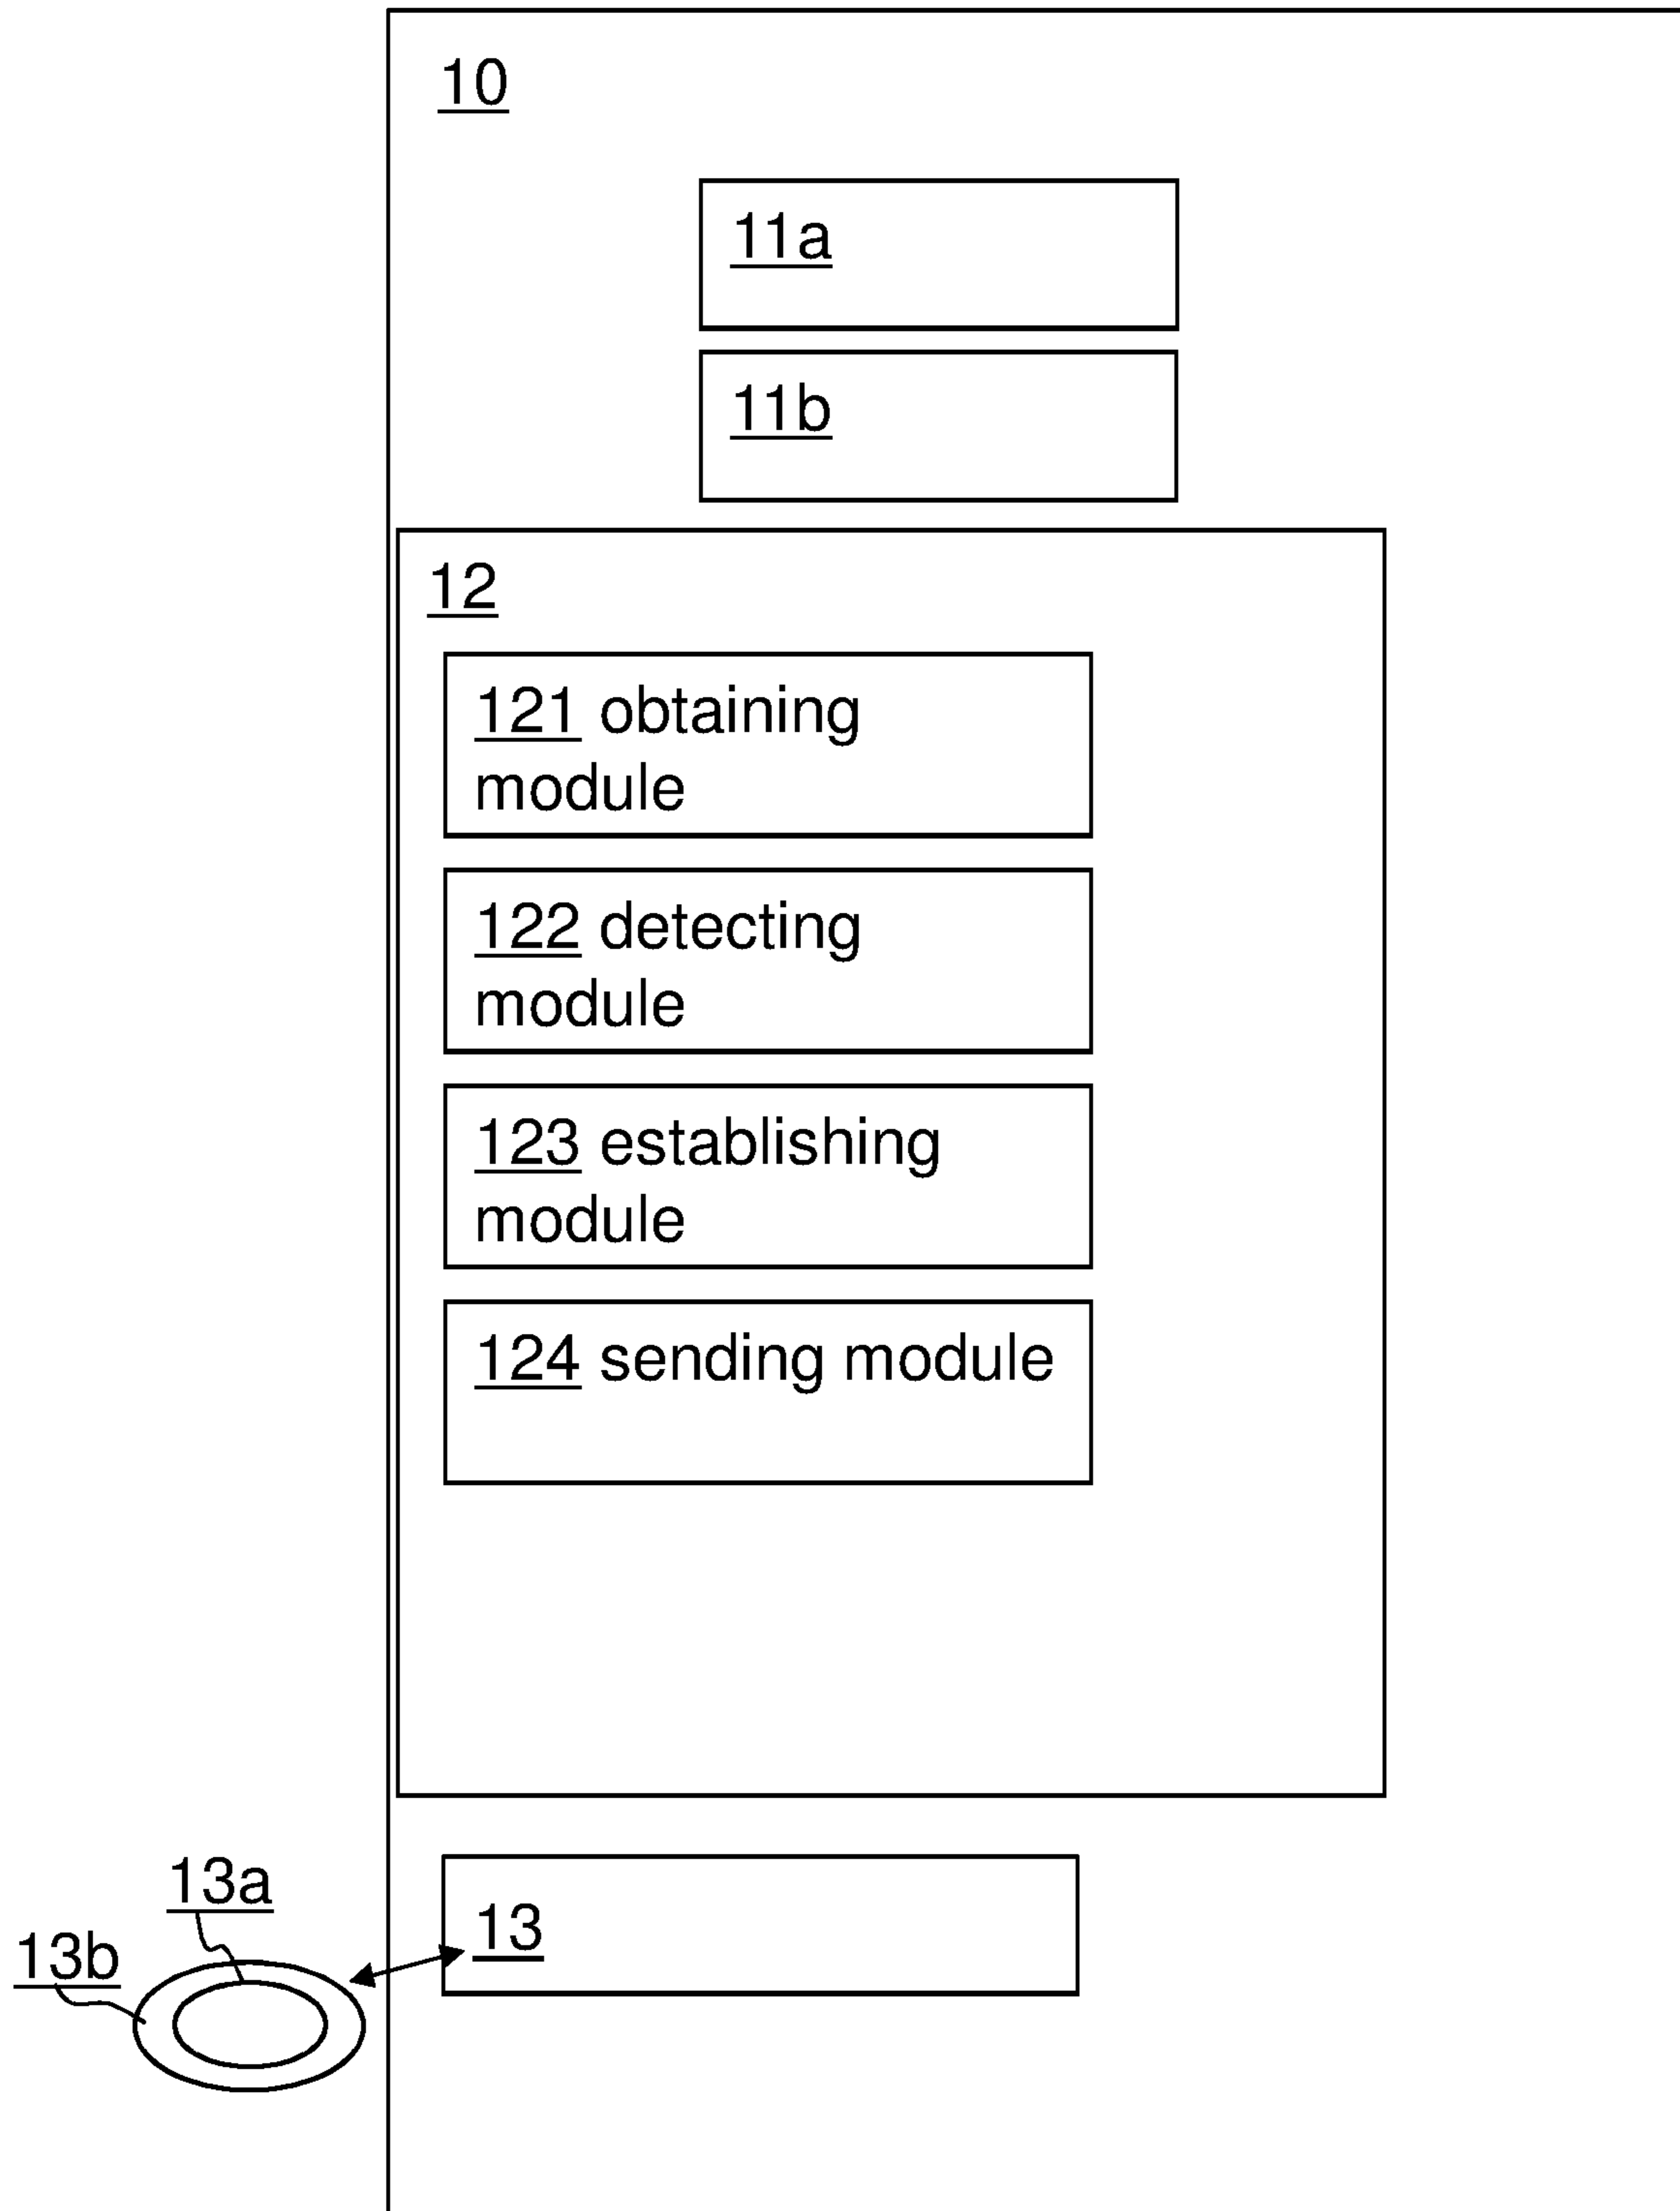 10
11a
11b
12
121 obtaining
module
122 detecting
module
123 establishing
module
124 sending module
13a
13
13b